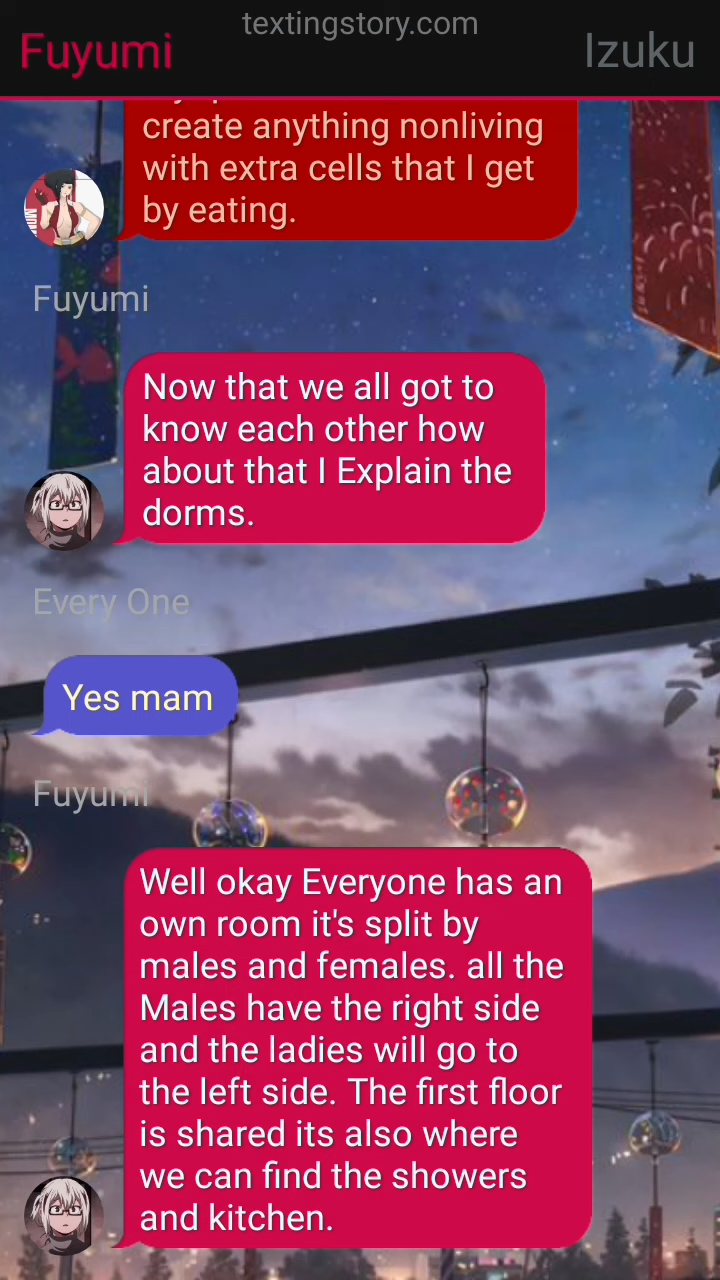 textingstory.com
Fuyumi
Izuku
create anything nonliving
with extra cells that I get
by eating.
Fuyumi
Now that we all got to
know each other how
about that I Explain the
dorms.
Every One
Yes mam
Fuyumi
Well okay Everyone has an
own room it's split by
males and females. all the
Males have the right side
and the ladies will go to
the left side. The first floor
is shared its also where
we can find the showers
and kitchen.